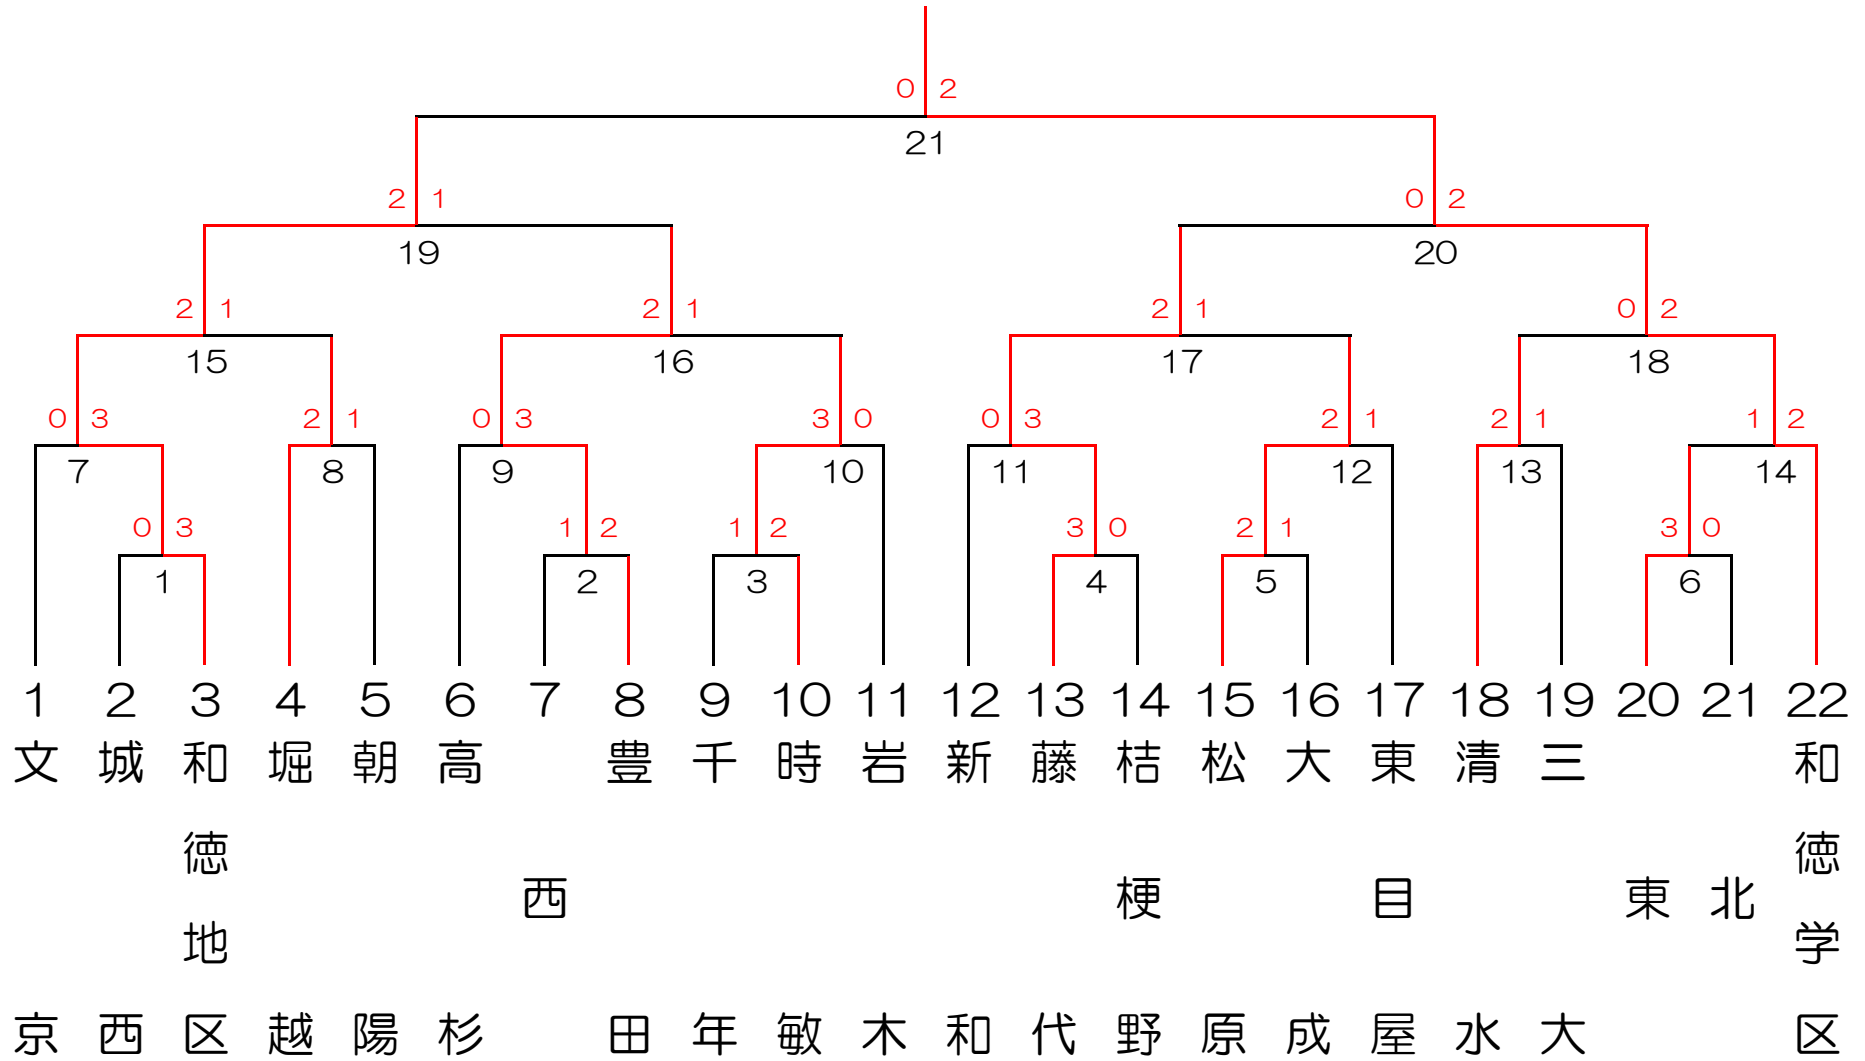 0 2
21
2 1
0 2
19
20
2 1
2 1
2 1
0 2
15
16
17
18
0 3
2 1
0 3
3 0
0 3
2 1
2 1
1 2
7
8
9
10
11
12
13
14
0 3
1 2
1 2
3 0
2 1
3 0
1
2
3
4
5
6
1 2 3 4 5 6 7 8 9 10 11 12 13 14 15 16 17 18 19 20 21 22
文京
城西
和徳地区
堀越
朝陽
高杉
西
豊田
千年
時敏
岩木
新和
藤代
桔梗野
松原
大成
東目屋
清水
三大
東
北
和徳学区